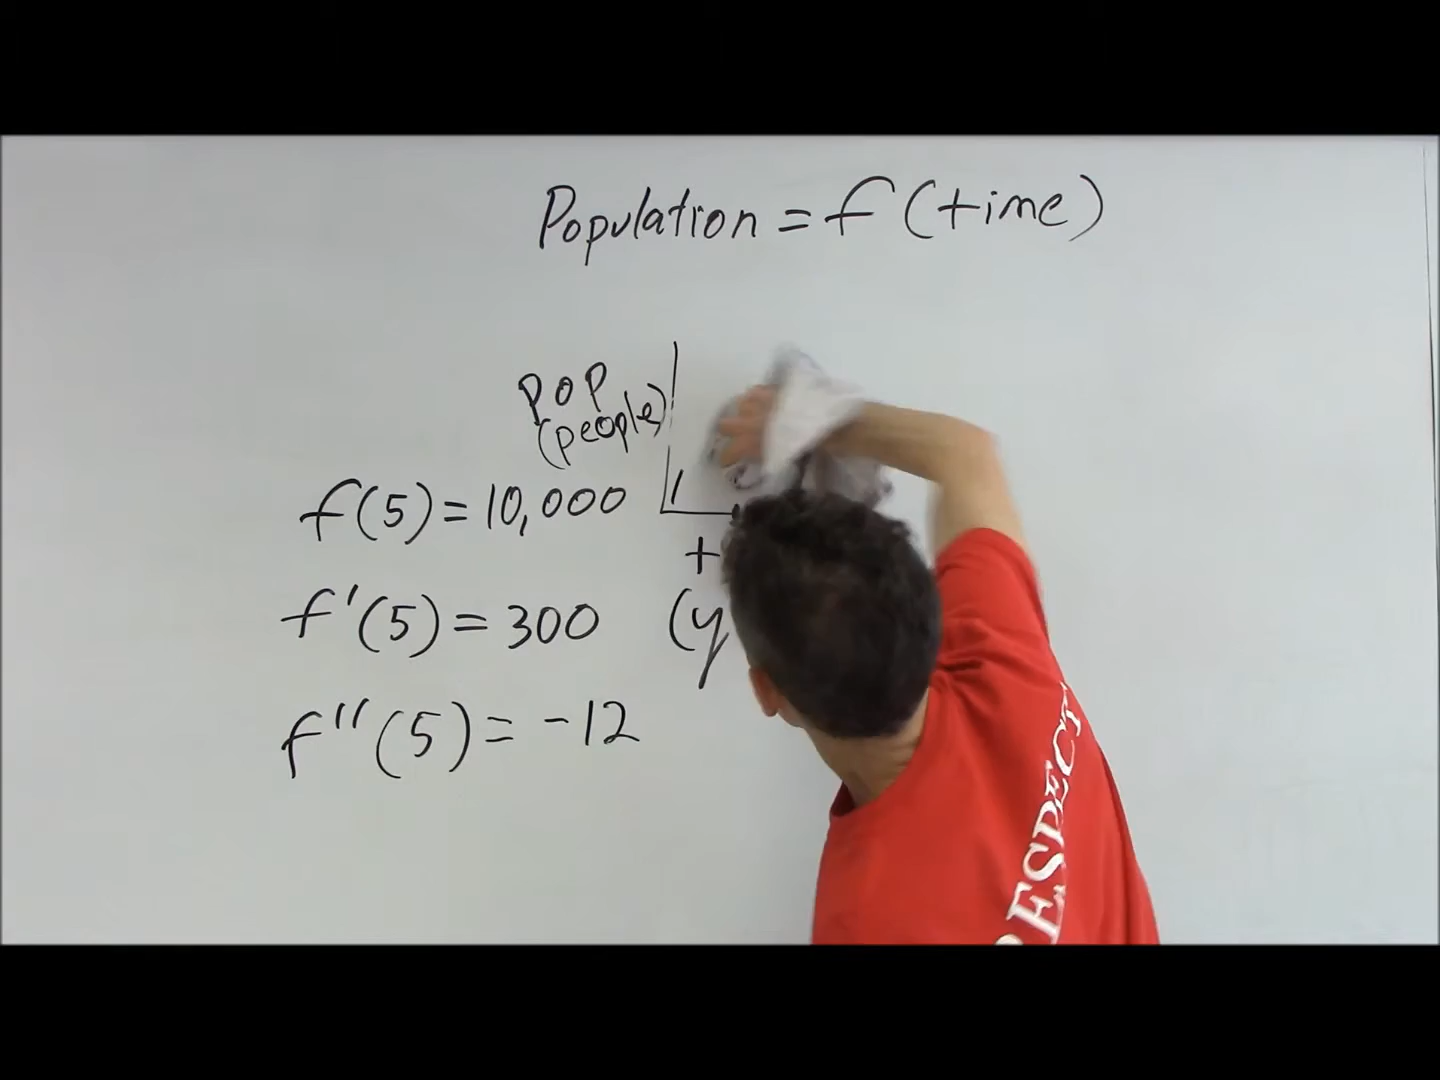 Population = f(time)
POP
(people)
f(5) = 10,000
f'(5) = 300
f''(5) = -12
+
(y
RESPECT